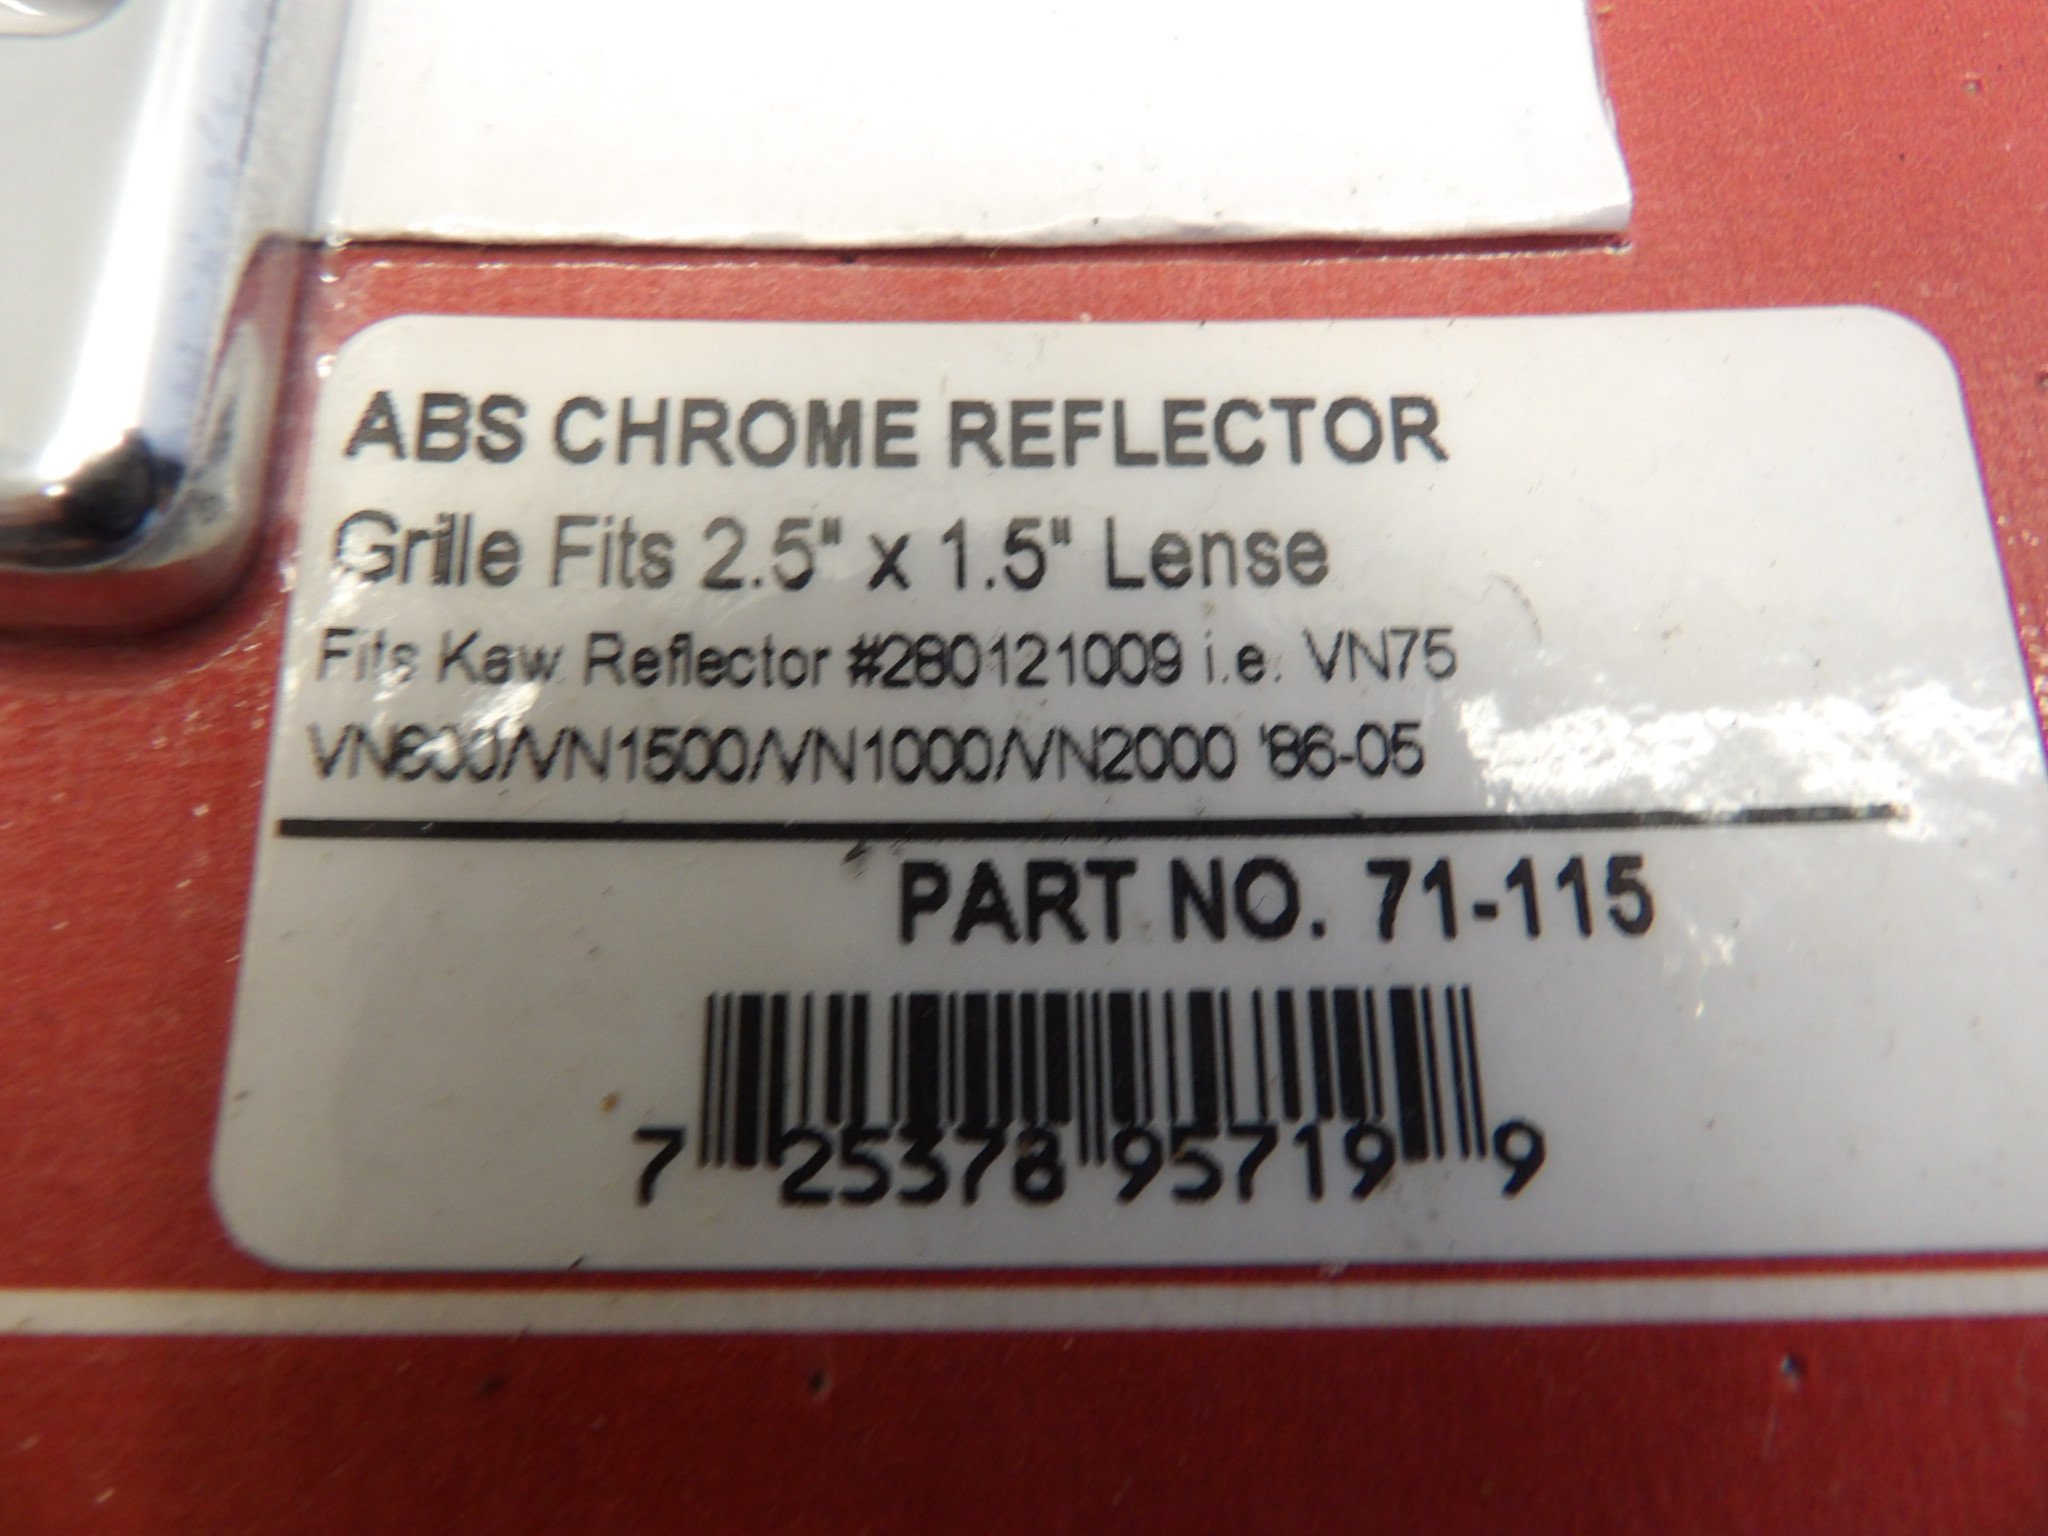 ABS CHROME REFLECTOR
Grille Fits 2.5" x 1.5" Lense
Fits Kaw Reflector #280121009 i.e. VN75
VN800/VN1500/VN1000/VN2000 '86-05
PART NO. 71-115
7 25378 95719 9